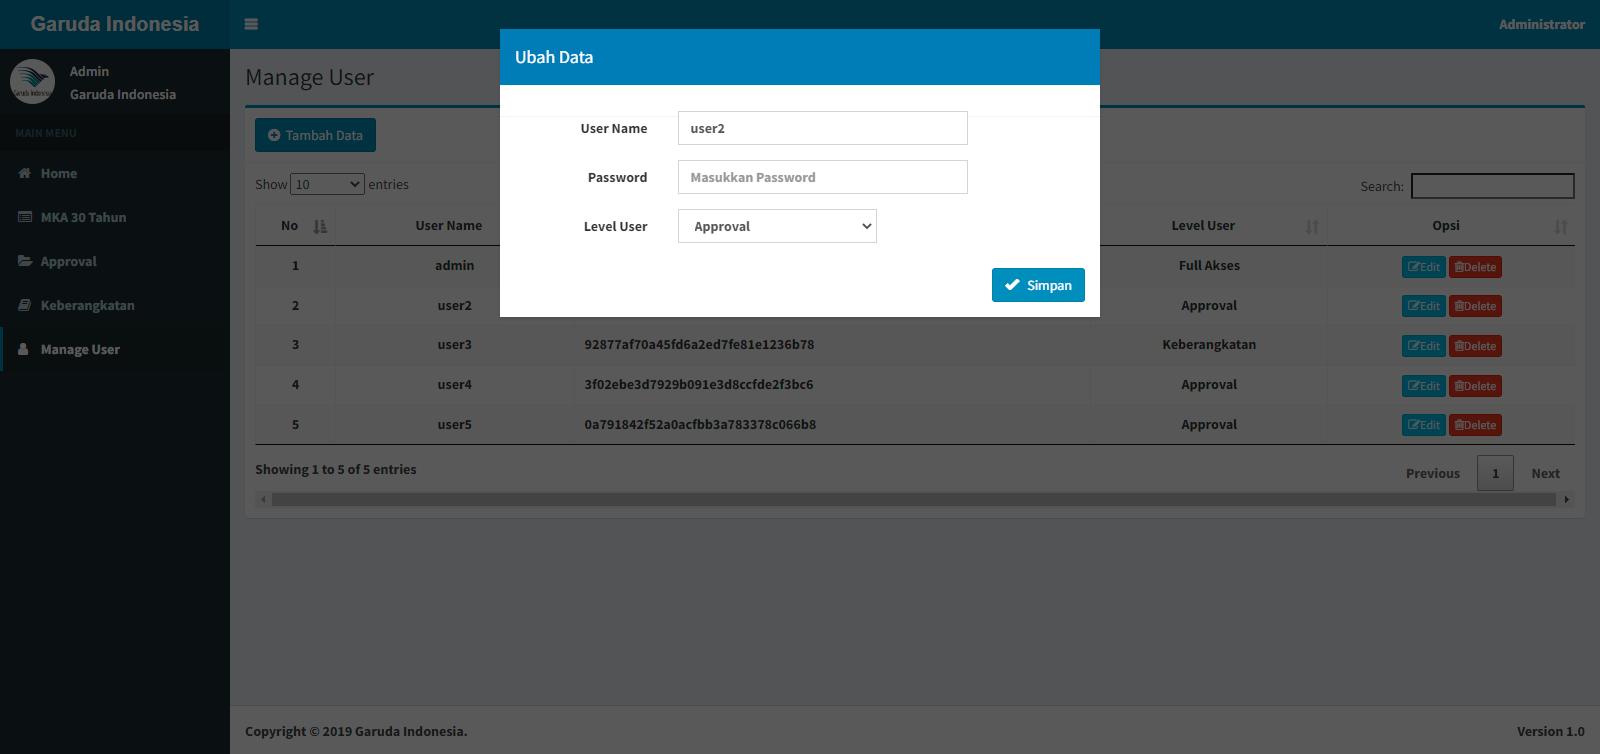 Garuda Indonesia
Administrator
Admin
Garuda Indonesia
MAIN MENU
Home
MKA 30 Tahun
Approval
Keberangkatan
Manage User
Manage User
Tambah Data
Show 10 entries
Search:
Ubah Data
User Name user2
Password Masukkan Password
Level User Approval
Simpan
No User Name Level User Opsi
1 admin Full Akses Edit Delete
2 user2 Approval Edit Delete
3 user3 92877af70a45fd6a2ed7fe81e1236b78 Keberangkatan Edit Delete
4 user4 3f02ebe3d7929b091e3d8ccfde2f3bc6 Approval Edit Delete
5 user5 0a791842f52a0acfbb3a783378c066b8 Approval Edit Delete
Showing 1 to 5 of 5 entries
Previous 1 Next
Copyright © 2019 Garuda Indonesia.
Version 1.0